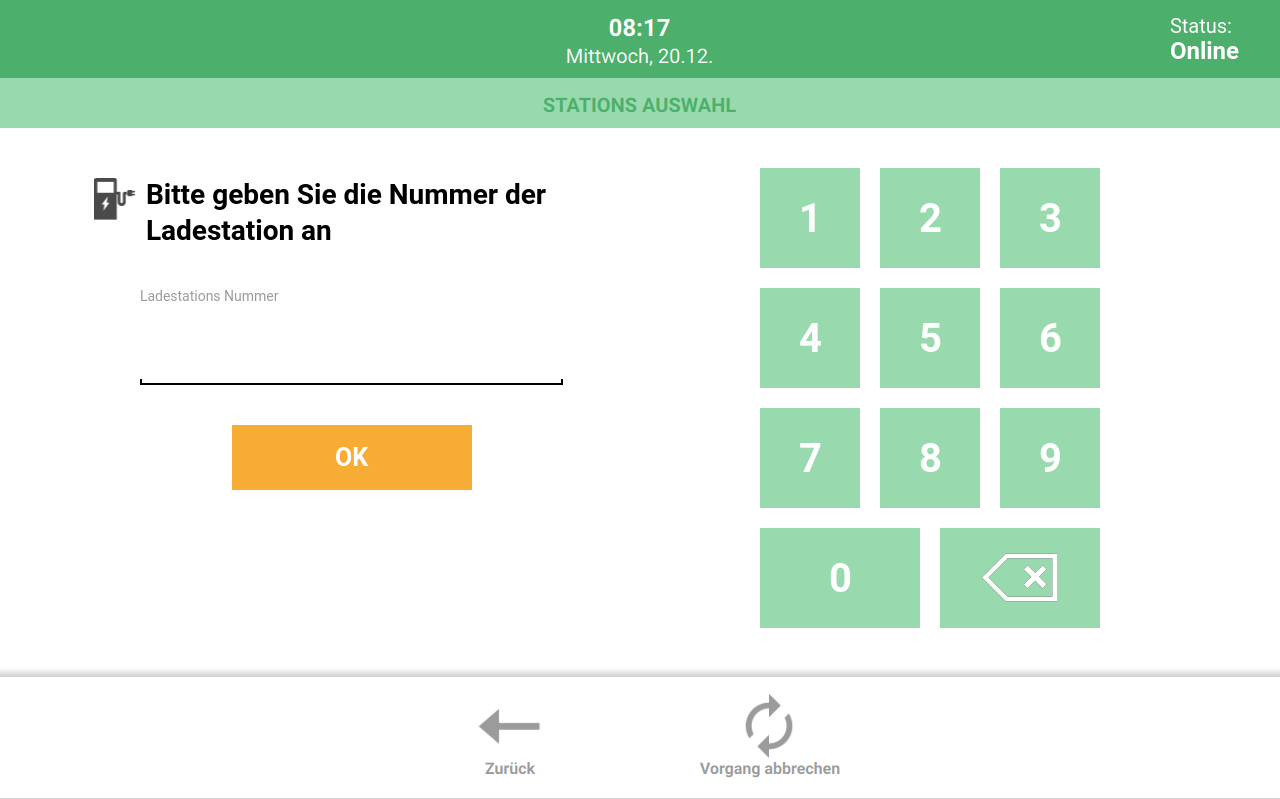 08:17
Mittwoch, 20.12.
Status:
Online
STATIONS AUSWAHL
Bitte geben Sie die Nummer der
Ladestation an
Ladestations Nummer
OK
1 2 3
4 5 6
7 8 9
0
Zurück
Vorgang abbrechen